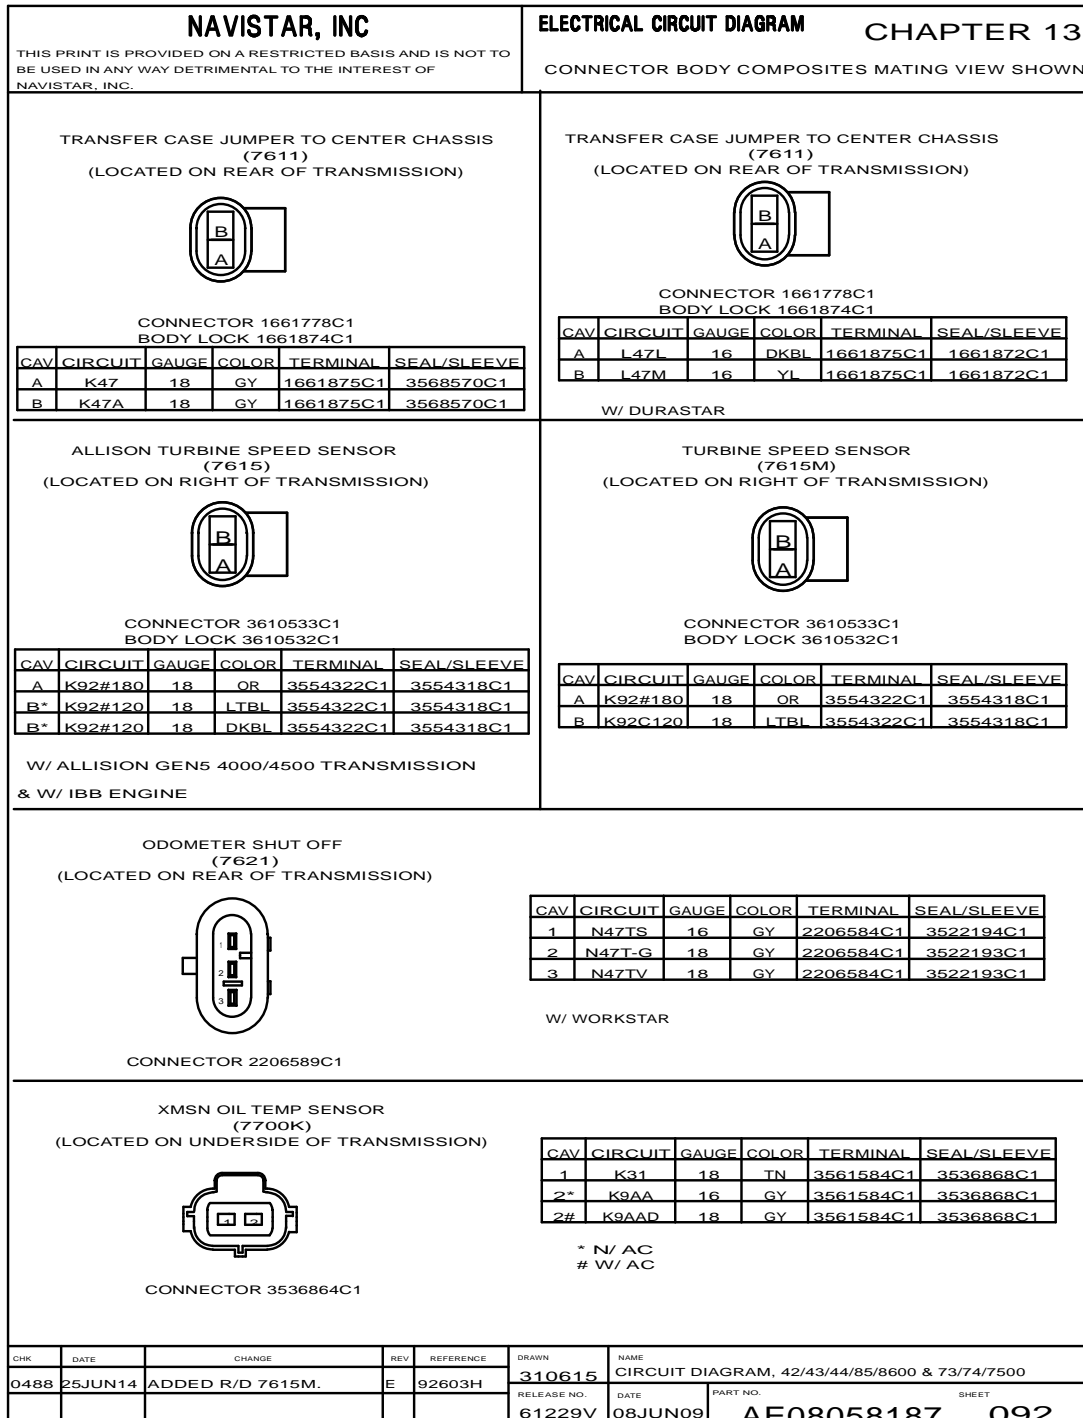 NAVISTAR, INC
THIS PRINT IS PROVIDED ON A RESTRICTED BASIS AND IS NOT TO
BE USED IN ANY WAY DETRIMENTAL TO THE INTEREST OF
NAVISTAR, INC.
ELECTRICAL CIRCUIT DIAGRAM CHAPTER 13
CONNECTOR BODY COMPOSITES MATING VIEW SHOWN
TRANSFER CASE JUMPER TO CENTER CHASSIS
(7611)
(LOCATED ON REAR OF TRANSMISSION)
B
A
CONNECTOR 1661778C1
BODY LOCK 1661874C1
CAV CIRCUIT GAUGE COLOR TERMINAL SEAL/SLEEVE
A K47 18 GY 1661875C1 3568570C1
B K47A 18 GY 1661875C1 3568570C1
TRANSFER CASE JUMPER TO CENTER CHASSIS
(7611)
(LOCATED ON REAR OF TRANSMISSION)
B
A
CONNECTOR 1661778C1
BODY LOCK 1661874C1
CAV CIRCUIT GAUGE COLOR TERMINAL SEAL/SLEEVE
A L47L 16 DKBL 1661875C1 1661872C1
B L47M 16 YL 1661875C1 1661872C1
W/ DURASTAR
ALLISON TURBINE SPEED SENSOR
(7615)
(LOCATED ON RIGHT OF TRANSMISSION)
B
A
CONNECTOR 3610533C1
BODY LOCK 3610532C1
CAV CIRCUIT GAUGE COLOR TERMINAL SEAL/SLEEVE
A K92#180 18 OR 3554322C1 3554318C1
B* K92#120 18 LTBL 3554322C1 3554318C1
B* K92#120 18 DKBL 3554322C1 3554318C1
W/ ALLISION GEN5 4000/4500 TRANSMISSION
& W/ IBB ENGINE
TURBINE SPEED SENSOR
(7615M)
(LOCATED ON RIGHT OF TRANSMISSION)
B
A
CONNECTOR 3610533C1
BODY LOCK 3610532C1
CAV CIRCUIT GAUGE COLOR TERMINAL SEAL/SLEEVE
A K92#180 18 OR 3554322C1 3554318C1
B K92C120 18 LTBL 3554322C1 3554318C1
ODOMETER SHUT OFF
(7621)
(LOCATED ON REAR OF TRANSMISSION)
1
2
3
CONNECTOR 2206589C1
CAV CIRCUIT GAUGE COLOR TERMINAL SEAL/SLEEVE
1 N47TS 16 GY 2206584C1 3522194C1
2 N47T-G 18 GY 2206584C1 3522193C1
3 N47TV 18 GY 2206584C1 3522193C1
W/ WORKSTAR
XMSN OIL TEMP SENSOR
(7700K)
(LOCATED ON UNDERSIDE OF TRANSMISSION)
1 2
CONNECTOR 3536864C1
CAV CIRCUIT GAUGE COLOR TERMINAL SEAL/SLEEVE
1 K31 18 TN 3561584C1 3536868C1
2* K9AA 16 GY 3561584C1 3536868C1
2# K9AAD 18 GY 3561584C1 3536868C1
* N/ AC
# W/ AC
CHK DATE CHANGE REV REFERENCE
0488 25JUN14 ADDED R/D 7615M. E 92603H
DRAWN NAME
310615 CIRCUIT DIAGRAM, 42/43/44/85/8600 & 73/74/7500
RELEASE NO. DATE PART NO. SHEET
61229V 08JUN09 AE08058187 092